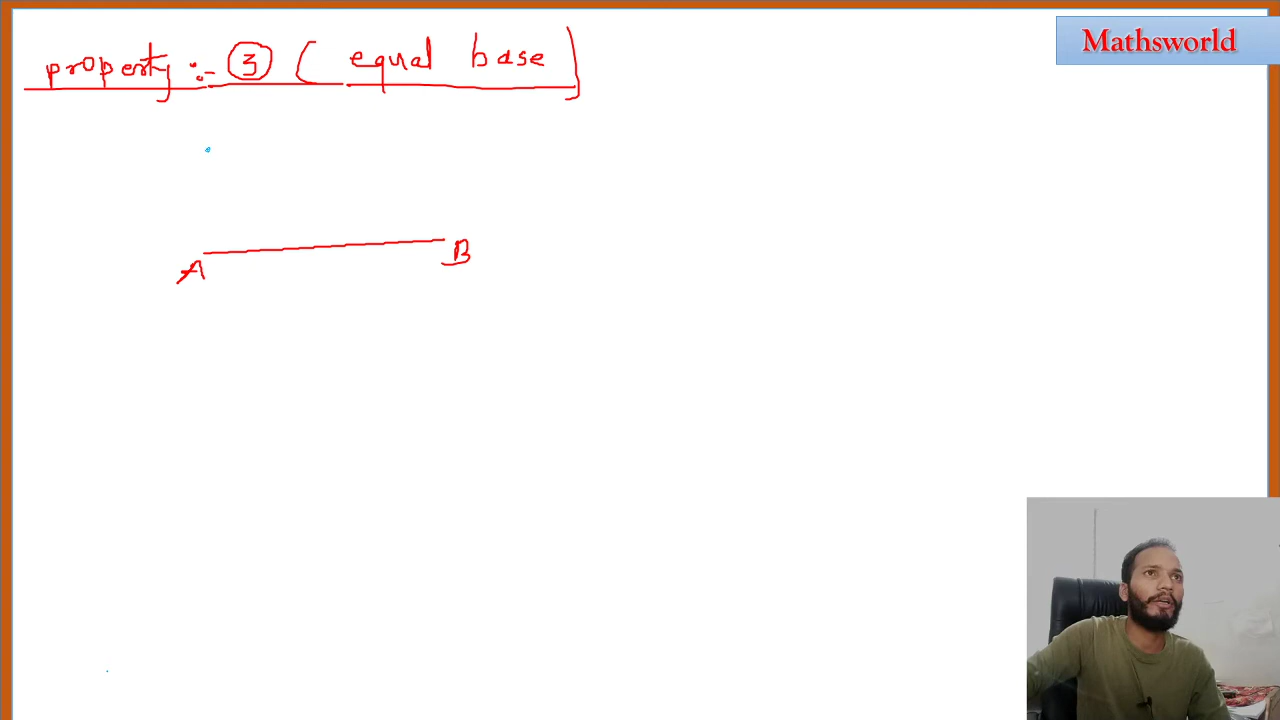 property :- ③ ( equal base )
Mathsworld
A
B